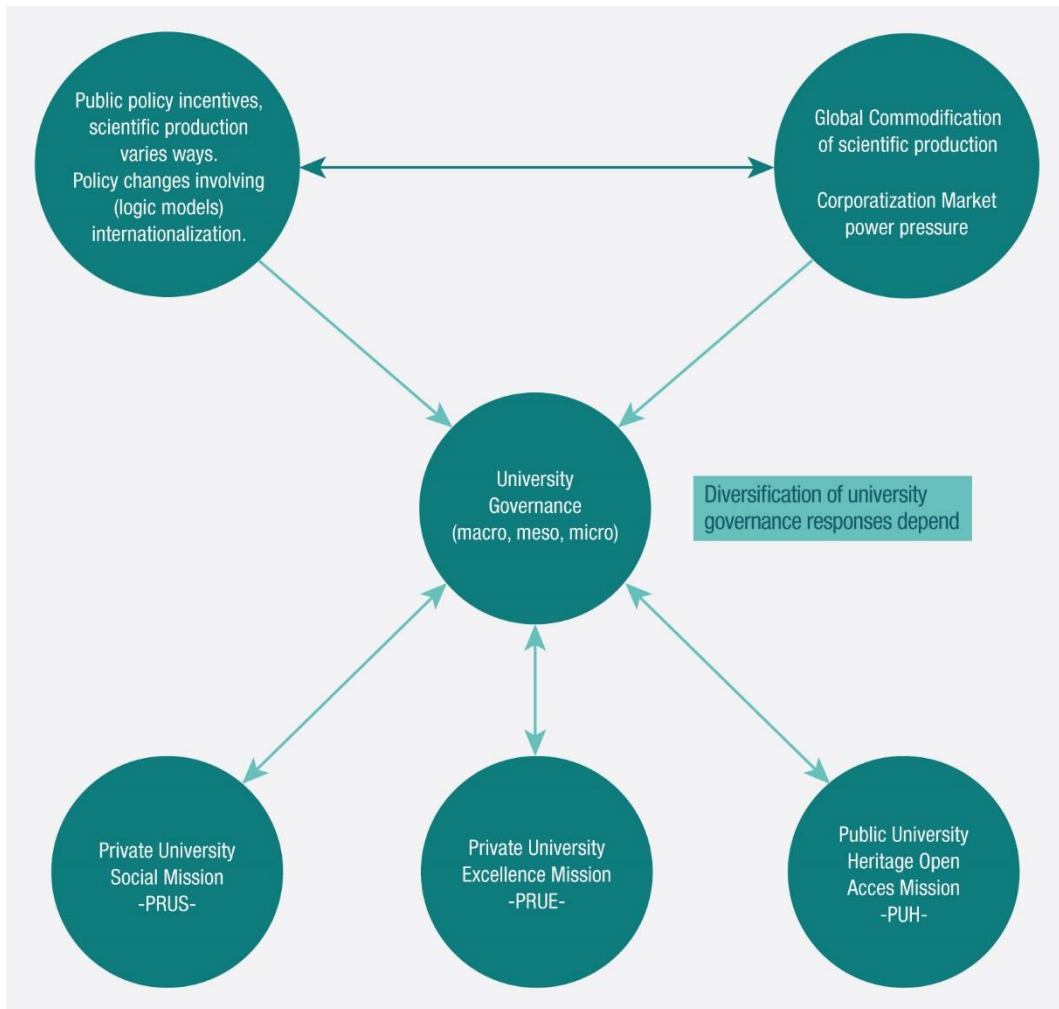 Public policy incentives,
scientific production
varies ways.
Policy changes involving
(logic models)
internationalization.
Global Commodification
of scientific production
Corporatization Market
power pressure
University
Governance
(macro, meso, micro)
Diversification of university
governance responses depend
Private University
Social Mission
-PRUS-
Private University
Excellence Mission
-PRUE-
Public University
Heritage Open
Acces Mission
-PUH-